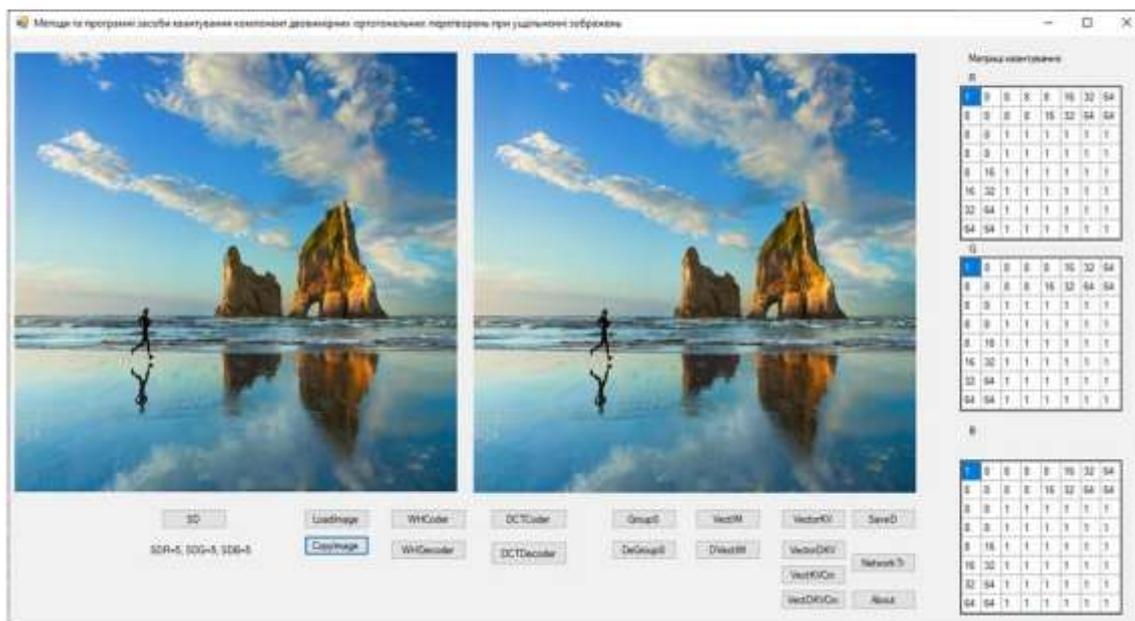 Методи та програмні засоби квантування компонент двовимірних ортогональних перетворень при ущільненні зображень
Матриці квантування
R
1 8 8 8 8 16 32 64
8 8 8 8 16 32 64 64
8 8 1 1 1 1 1 1
8 8 1 1 1 1 1 1
8 16 1 1 1 1 1 1
16 32 1 1 1 1 1 1
32 64 1 1 1 1 1 1
64 64 1 1 1 1 1 1
G
1 8 8 8 8 16 32 64
8 8 8 8 16 32 64 64
8 8 1 1 1 1 1 1
8 8 1 1 1 1 1 1
8 16 1 1 1 1 1 1
16 32 1 1 1 1 1 1
32 64 1 1 1 1 1 1
64 64 1 1 1 1 1 1
B
1 8 8 8 8 16 32 64
8 8 8 8 16 32 64 64
8 8 1 1 1 1 1 1
8 8 1 1 1 1 1 1
8 16 1 1 1 1 1 1
16 32 1 1 1 1 1 1
32 64 1 1 1 1 1 1
64 64 1 1 1 1 1 1
SD LoadImage WHCoder DCTCoder GroupS VectIM VectorKV SaveD
SDR=5, SDG=5, SDB=5 CopyImage WHDecoder DCTDecoder DeGroupS DVectIM VectorDKV
NetworkTr
VectKVCm
VectDKVCm About